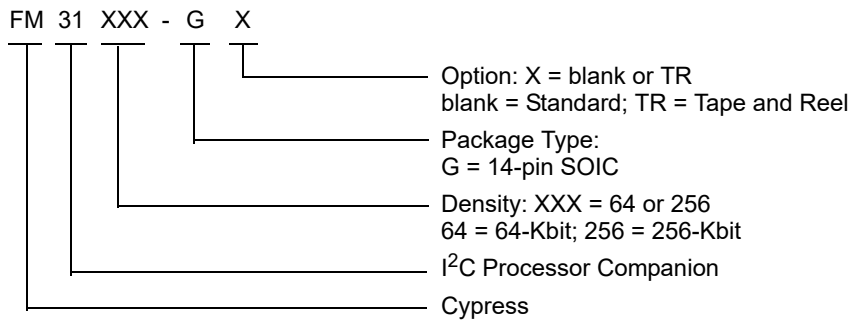 FM 31 XXX - G X
Option: X = blank or TR
blank = Standard; TR = Tape and Reel
Package Type:
G = 14-pin SOIC
Density: XXX = 64 or 256
64 = 64-Kbit; 256 = 256-Kbit
I²C Processor Companion
Cypress